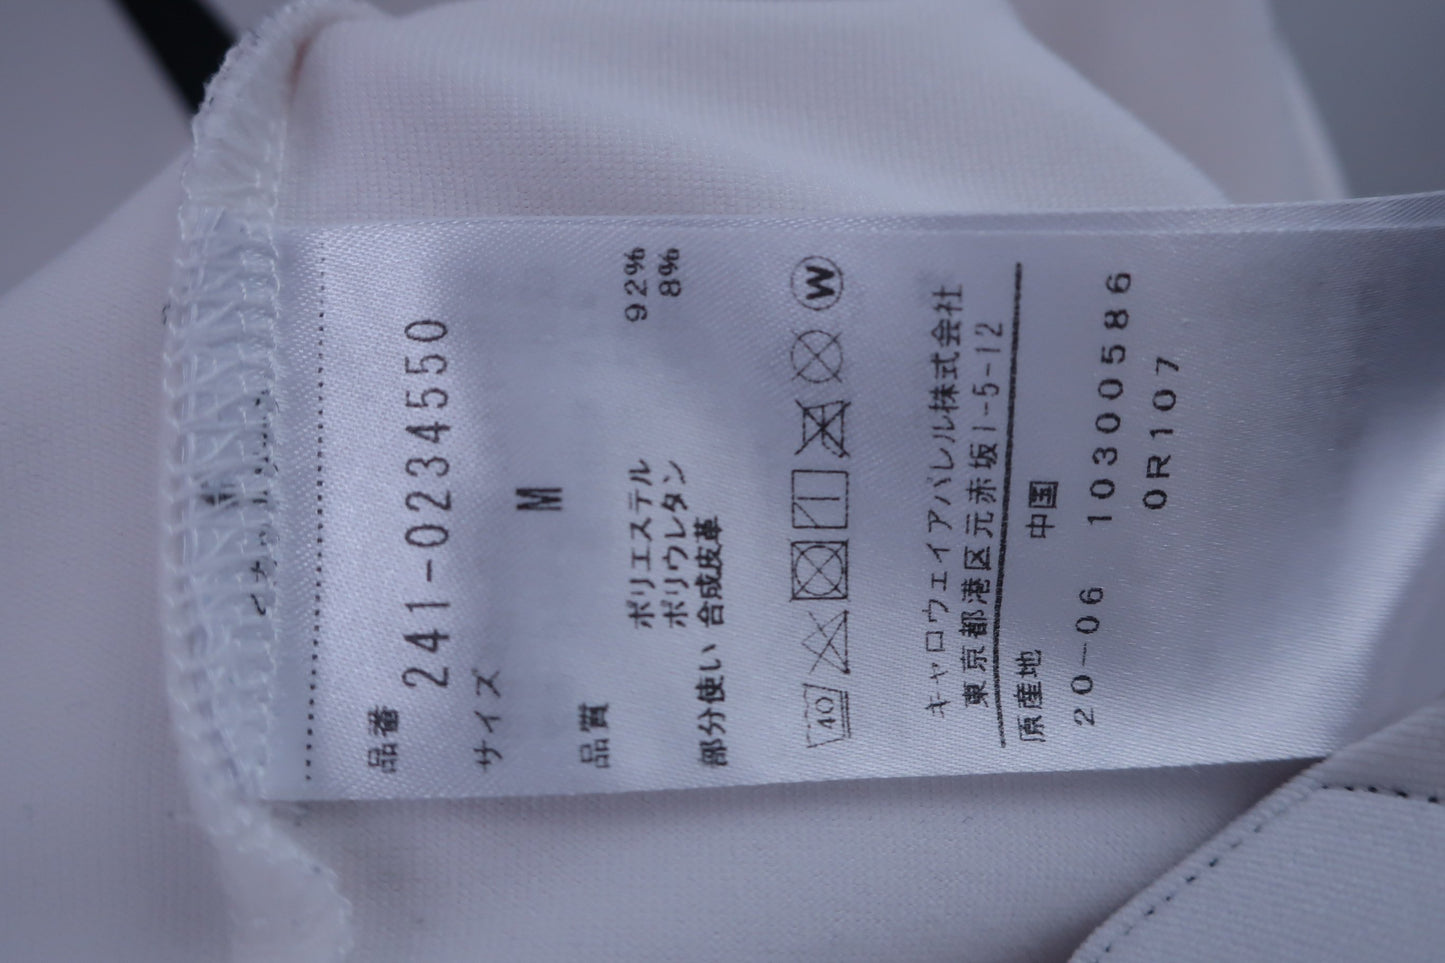 品番
241-0234550
サイズ
M
品質
ポリエステル 92%
ポリウレタン 8%
部分使い 合成皮革
40 W
キャロウェイアパレル株式会社
東京都港区元赤坂1-5-12
原産地 中国
20-06 10300586
0R107